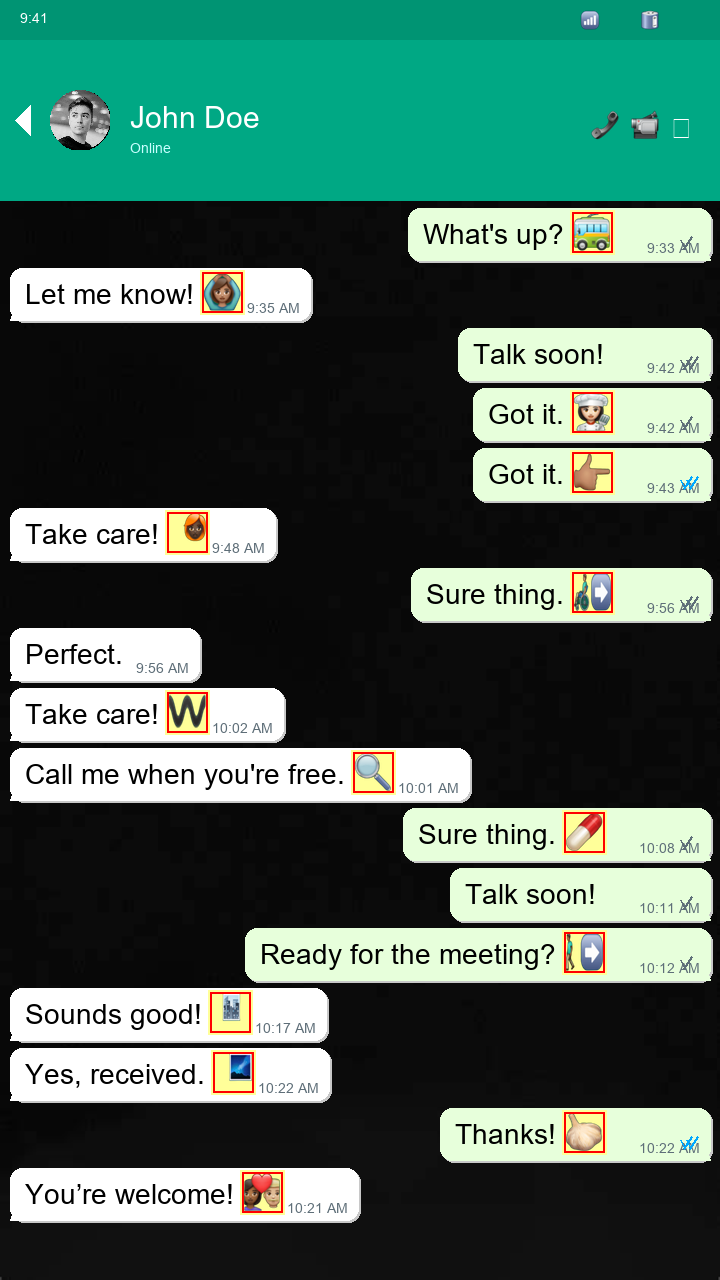 9:41
John Doe
Online
What's up? 9:33 AM
Let me know! 9:35 AM
Talk soon! 9:42 AM
Got it. 9:42 AM
Got it. 9:43 AM
Take care! 9:48 AM
Sure thing. 9:56 AM
Perfect. 9:56 AM
Take care! 10:02 AM
Call me when you're free. 10:01 AM
Sure thing. 10:08 AM
Talk soon! 10:11 AM
Ready for the meeting? 10:12 AM
Sounds good! 10:17 AM
Yes, received. 10:22 AM
Thanks! 10:22 AM
You’re welcome! 10:21 AM